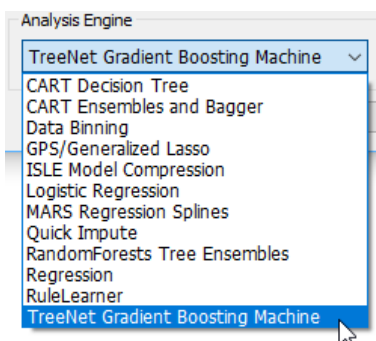 Analysis Engine
TreeNet Gradient Boosting Machine
CART Decision Tree
CART Ensembles and Bagger
Data Binning
GPS/Generalized Lasso
ISLE Model Compression
Logistic Regression
MARS Regression Splines
Quick Impute
RandomForests Tree Ensembles
Regression
RuleLearner
TreeNet Gradient Boosting Machine